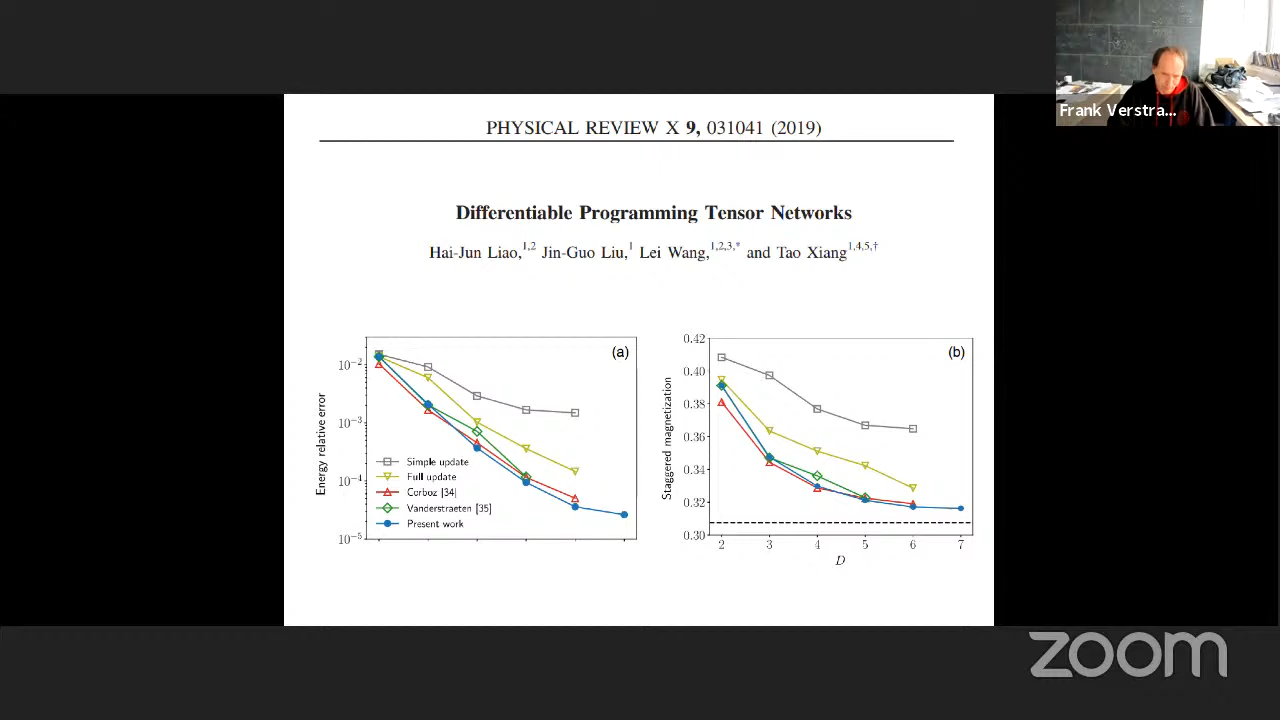 Frank Verstra...
PHYSICAL REVIEW X 9, 031041 (2019)
Differentiable Programming Tensor Networks
Hai-Jun Liao,1,2 Jin-Guo Liu,1 Lei Wang,1,2,3,* and Tao Xiang1,4,5,†
(a)
10−2
10−3
10−4
10−5
Energy relative error
Simple update
Full update
Corboz [34]
Vanderstraeten [35]
Present work
(b)
0.42
0.40
0.38
0.36
0.34
0.32
0.30
Staggered magnetization
2 3 4 5 6 7
D
zoom